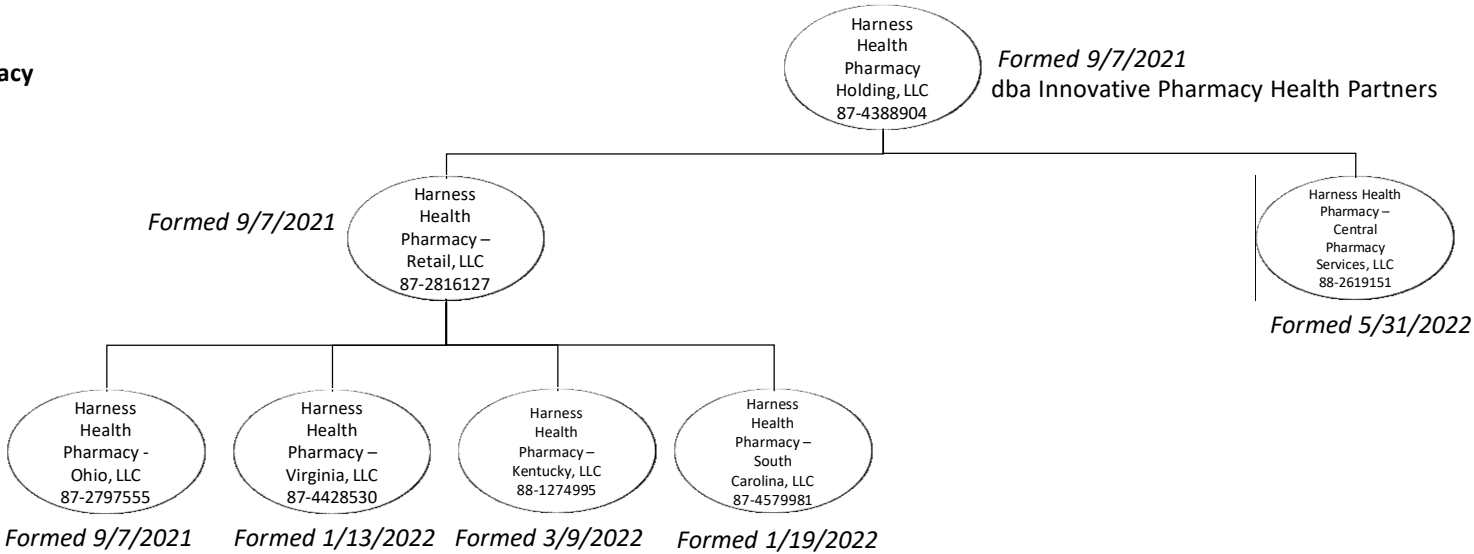 acy
Harness
Health
Pharmacy
Holding, LLC
87-4388904
Formed 9/7/2021
dba Innovative Pharmacy Health Partners
Formed 9/7/2021
Harness
Health
Pharmacy –
Retail, LLC
87-2816127
Harness Health
Pharmacy –
Central
Pharmacy
Services, LLC
88-2619151
Formed 5/31/2022
Harness
Health
Pharmacy -
Ohio, LLC
87-2797555
Formed 9/7/2021
Harness
Health
Pharmacy –
Virginia, LLC
87-4428530
Formed 1/13/2022
Harness
Health
Pharmacy –
Kentucky, LLC
88-1274995
Formed 3/9/2022
Harness
Health
Pharmacy –
South
Carolina, LLC
87-4579981
Formed 1/19/2022